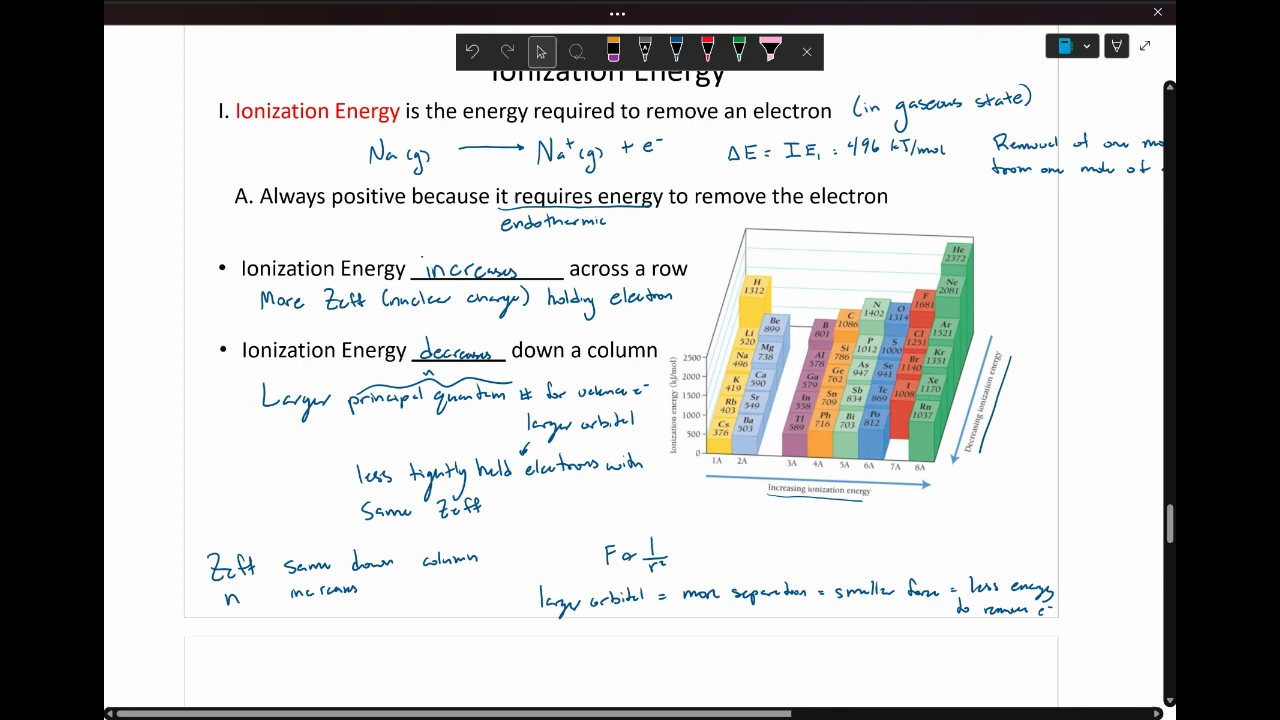 Ionization Energy
I. Ionization Energy is the energy required to remove an electron (in gaseous state)
Na (g) → Na⁺ (g) + e⁻ ΔE = IE₁ = 496 kJ/mol Removal of one mo
from one mole of
A. Always positive because it requires energy to remove the electron
endothermic
• Ionization Energy increases across a row
More Zeff (nuclear charge) holding electron
• Ionization Energy decreases down a column
n
Larger principal quantum # for valence e⁻
larger orbital
less tightly held electrons with
same Zeff
Zeff same down column
n increases
F α 1/r²
larger orbital = more separation = smaller force = less energy
to remove e⁻
Ionization energy (kJ/mol)
2500
2000
1500
1000
500
0
H 1312
Li 520
Na 496
K 419
Rb 403
Cs 376
Be 899
Mg 738
Ca 590
Sr 549
Ba 503
B 801
Al 578
Ga 579
In 558
Tl 589
C 1086
Si 786
Ge 762
Sn 709
Pb 716
N 1402
P 1012
As 947
Sb 834
Bi 703
O 1314
S 1000
Se 941
Te 869
Po 812
F 1681
Cl 1251
Br 1140
I 1008
He 2372
Ne 2081
Ar 1521
Kr 1351
Xe 1170
Rn 1037
1A 2A 3A 4A 5A 6A 7A 8A
Increasing ionization energy
Decreasing ionization energy